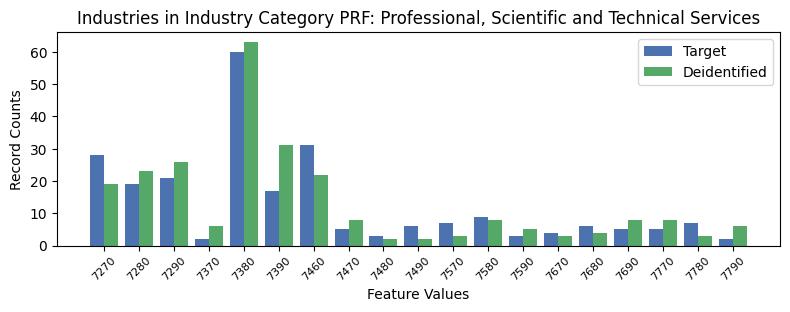 Industries in Industry Category PRF: Professional, Scientific and Technical Services
Target
Deidentified
Record Counts
60
50
40
30
20
10
0
7270 7280 7290 7370 7380 7390 7460 7470 7480 7490 7570 7580 7590 7670 7680 7690 7770 7780 7790
Feature Values